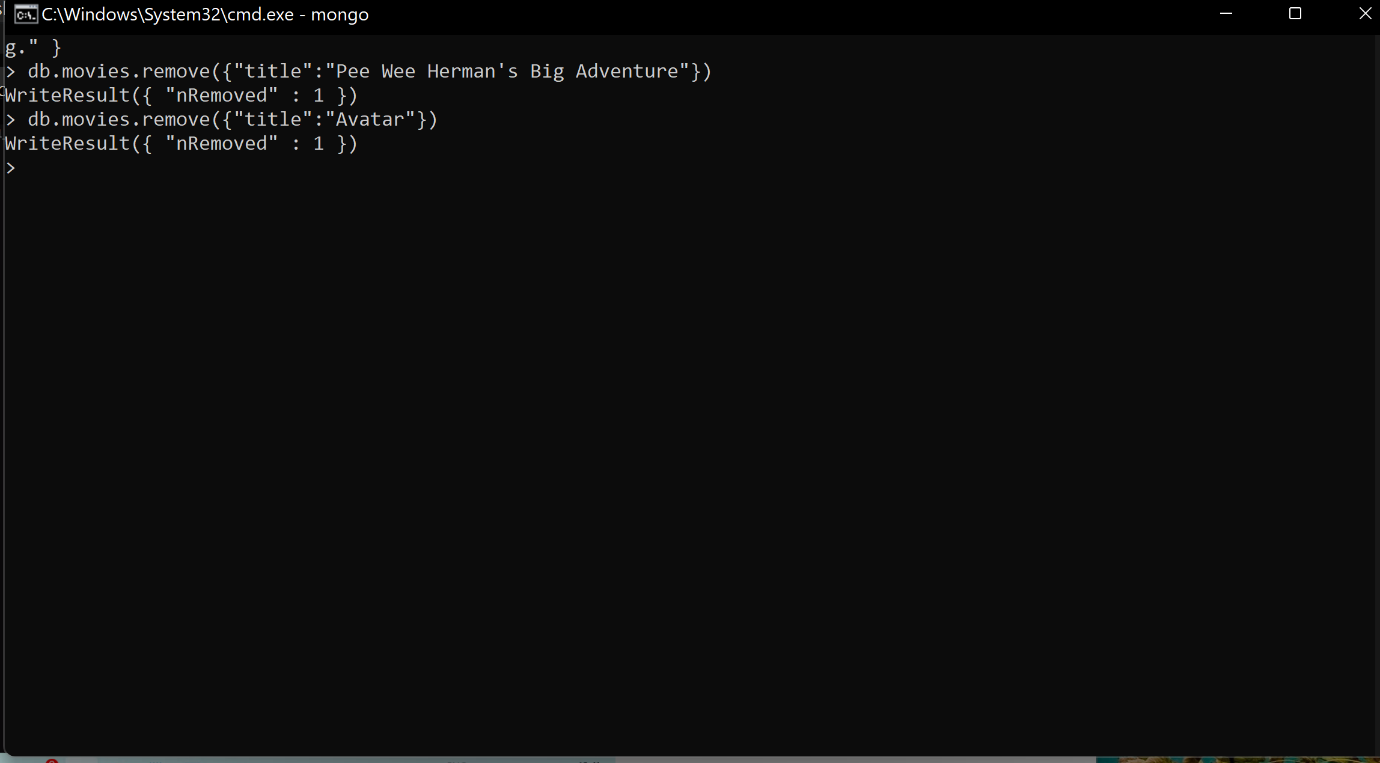 C:\Windows\System32\cmd.exe - mongo
g." }
> db.movies.remove({"title":"Pee Wee Herman's Big Adventure"})
WriteResult({ "nRemoved" : 1 })
> db.movies.remove({"title":"Avatar"})
WriteResult({ "nRemoved" : 1 })
>